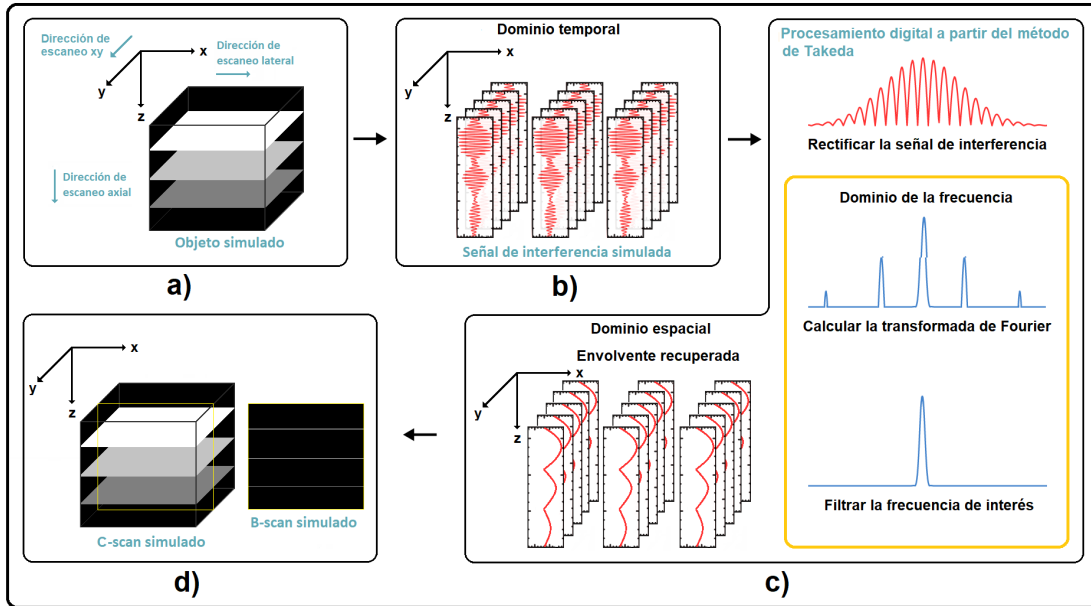 Dirección de
escaneo xy
x
Dirección de
escaneo lateral
y
z
Dirección de
escaneo axial
Objeto simulado
a)
Dominio temporal
x
y
z
Señal de interferencia simulada
b)
Procesamiento digital a partir del método
de Takeda
Rectificar la señal de interferencia
Dominio de la frecuencia
Calcular la transformada de Fourier
Filtrar la frecuencia de interés
Dominio espacial
Envolvente recuperada
x
y
z
c)
x
y
z
B-scan simulado
C-scan simulado
d)